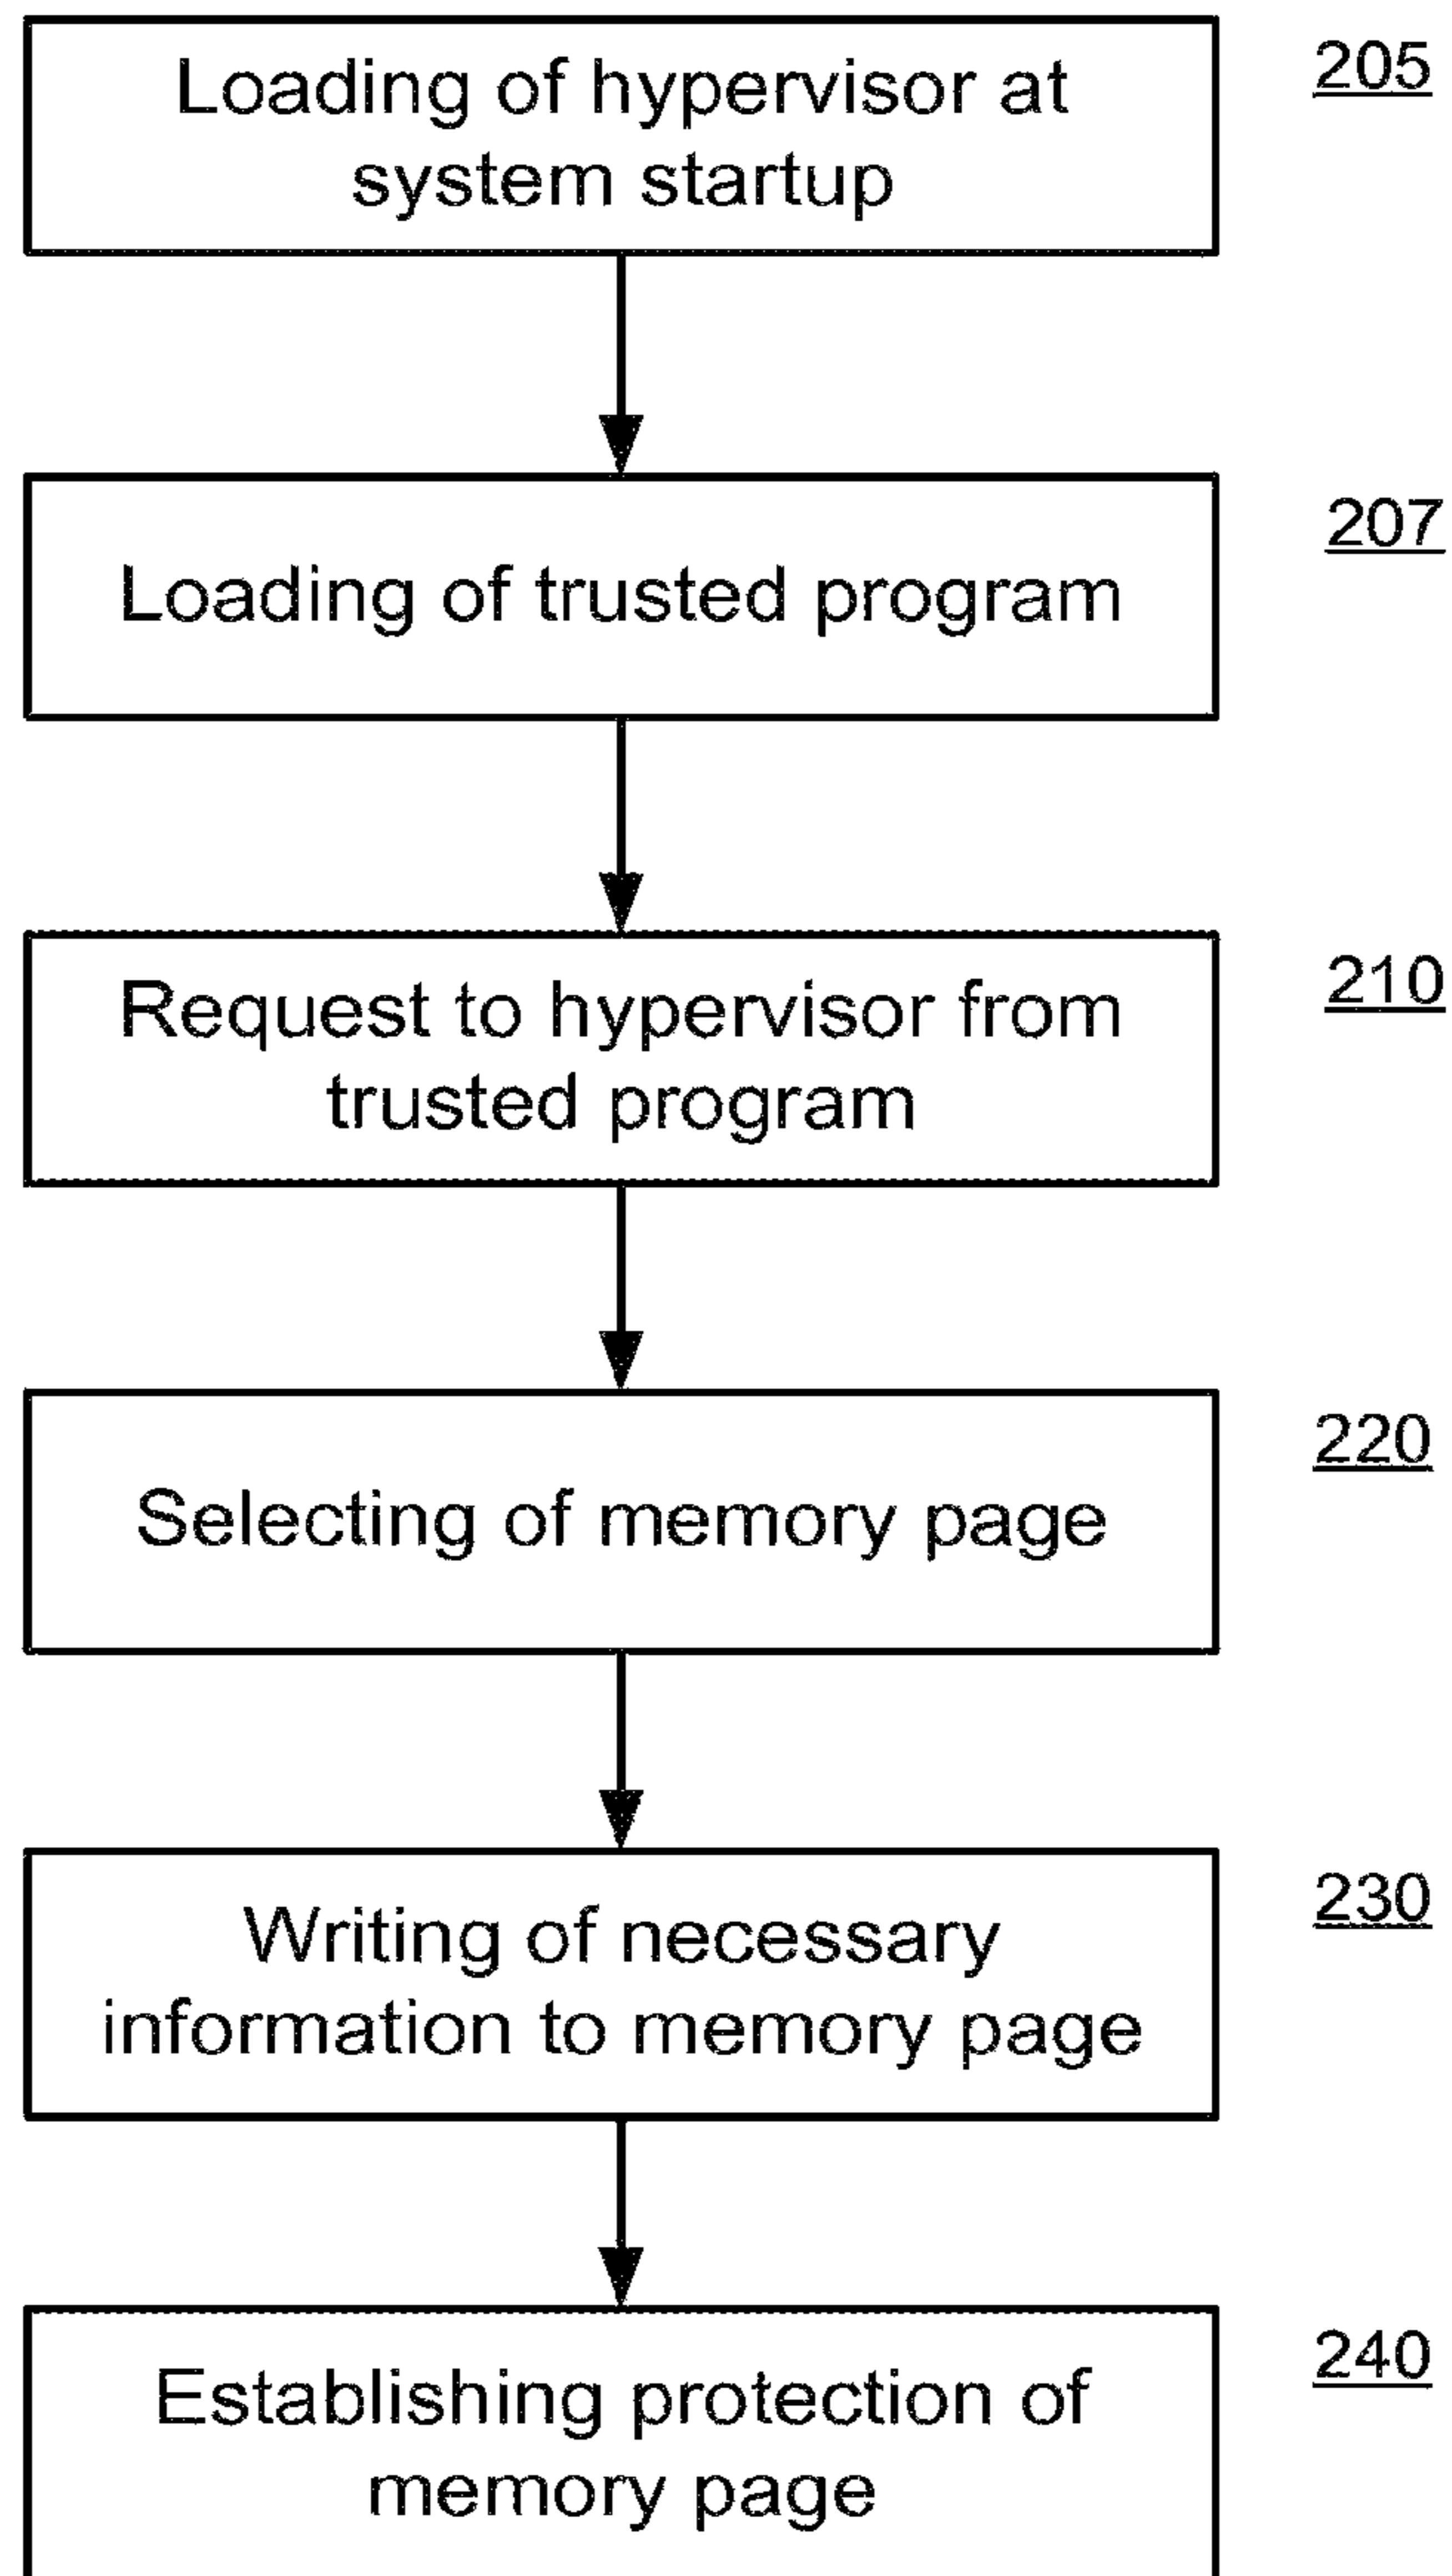 Loading of hypervisor at
system startup
205
Loading of trusted program
207
Request to hypervisor from
trusted program
210
Selecting of memory page
220
Writing of necessary
information to memory page
230
Establishing protection of
memory page
240